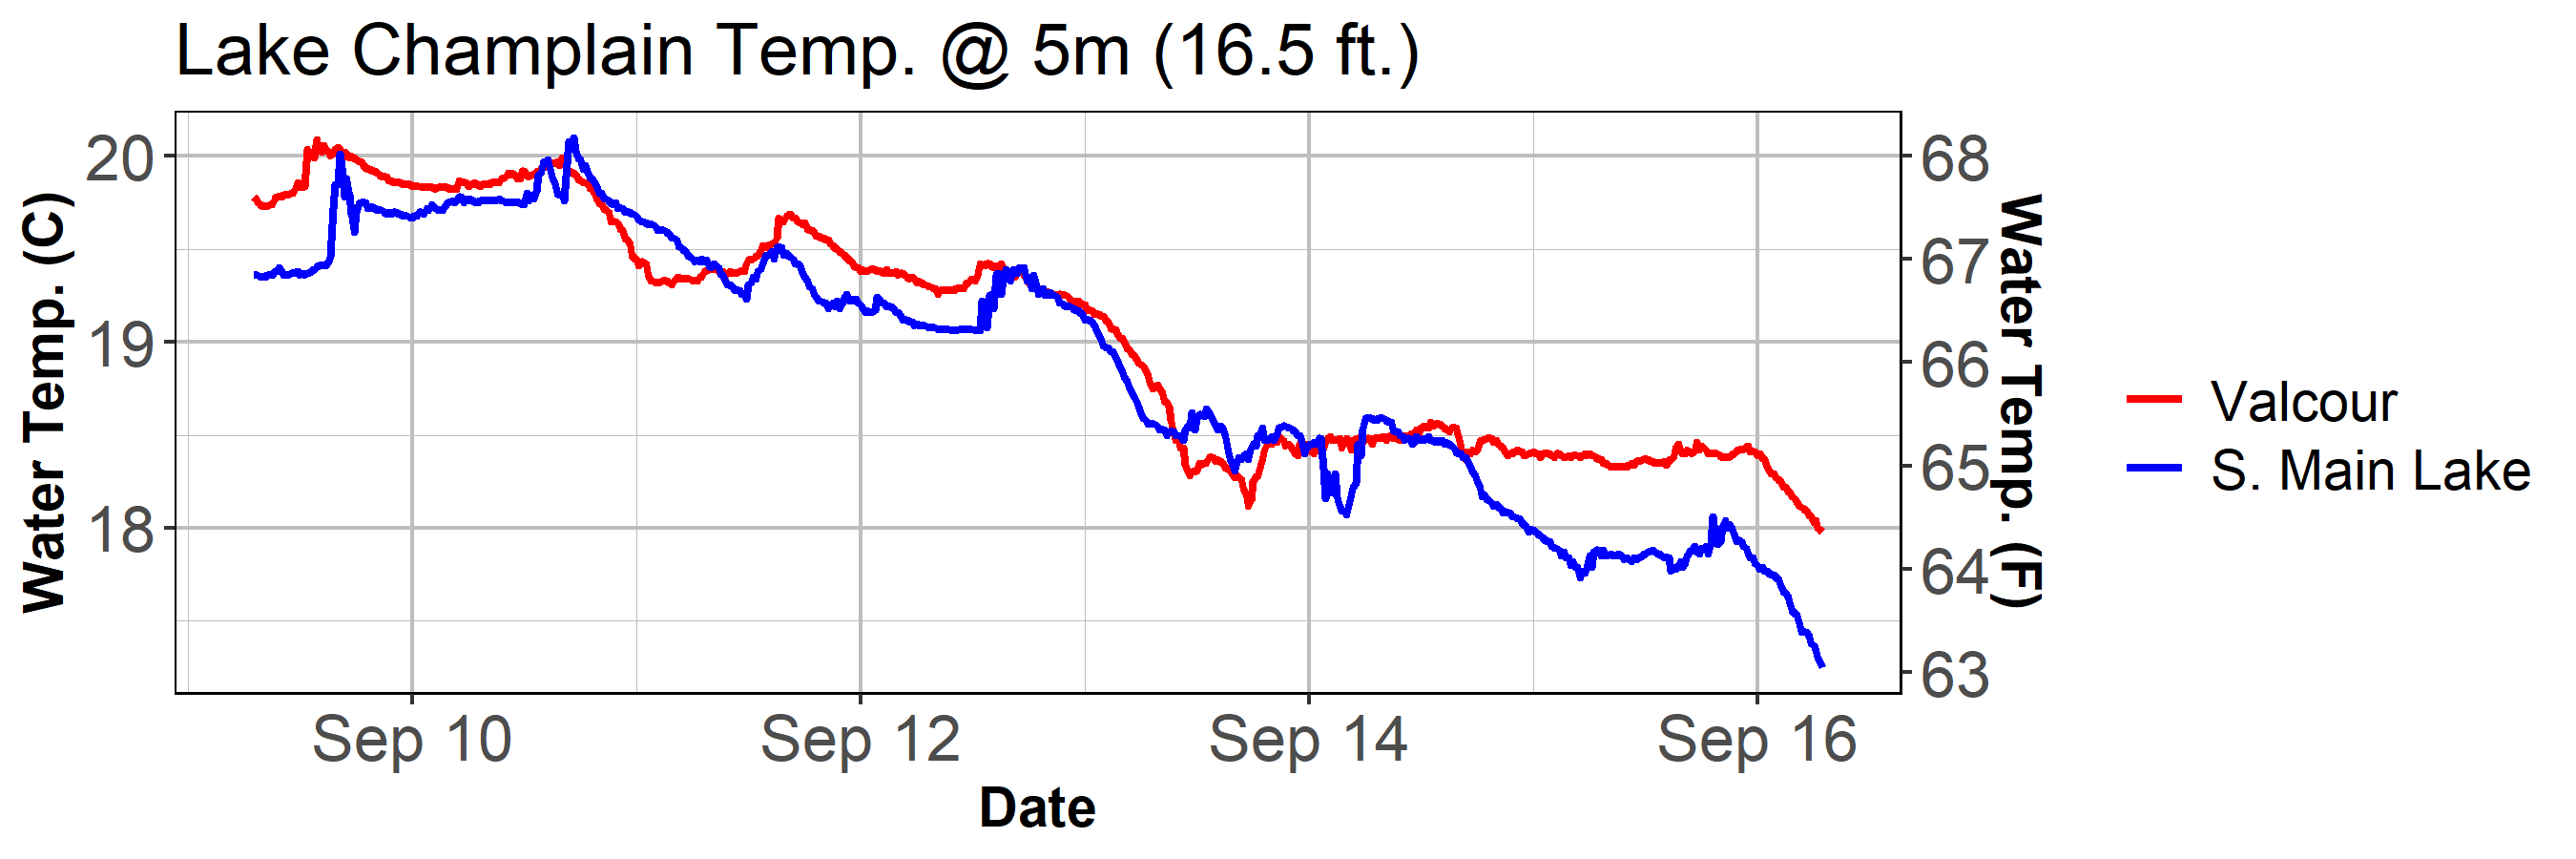 Lake Champlain Temp. @ 5m (16.5 ft.)
Water Temp. (C)
20
19
18
68
67
66
65
64
63
Water Temp. (F)
Sep 10 Sep 12 Sep 14 Sep 16
Date
Valcour
S. Main Lake